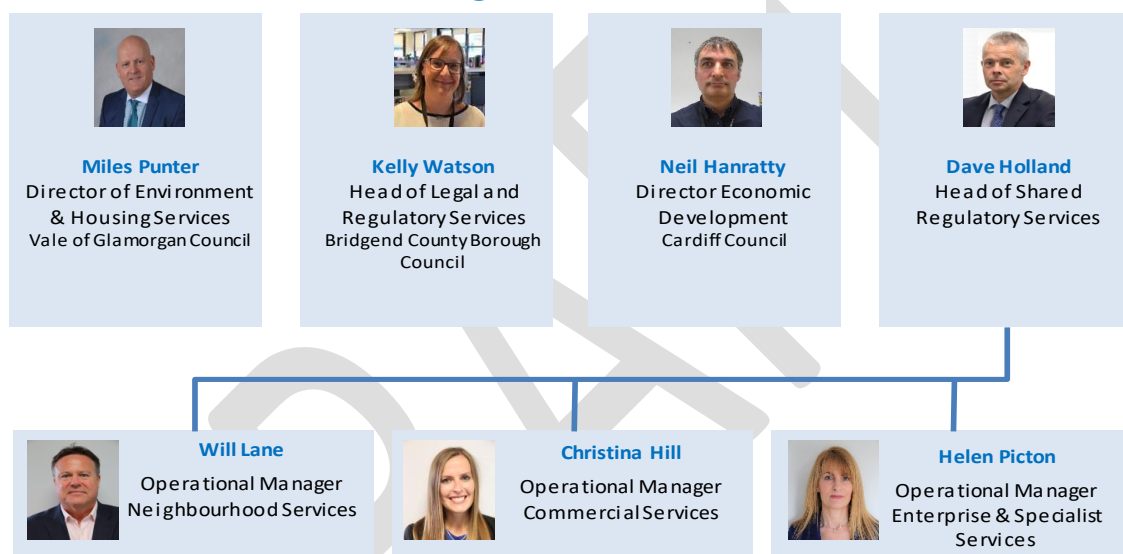 Miles Punter
Director of Environment
& Housing Services
Vale of Glamorgan Council
Kelly Watson
Head of Legal and
Regulatory Services
Bridgend County Borough
Council
Neil Hanratty
Director Economic
Development
Cardiff Council
Dave Holland
Head of Shared
Regulatory Services
Will Lane
Operational Manager
Neighbourhood Services
Christina Hill
Operational Manager
Commercial Services
Helen Picton
Operational Manager
Enterprise & Specialist
Services